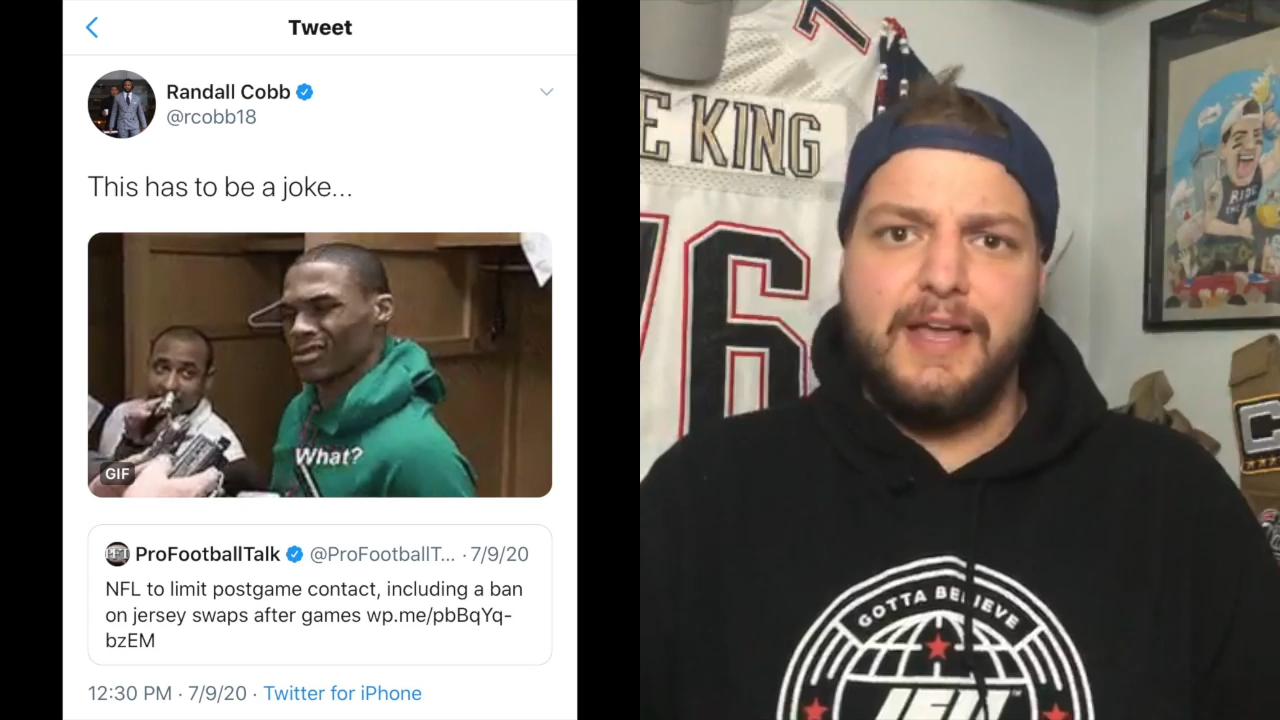 Tweet
Randall Cobb
@rcobb18
This has to be a joke...
What?
GIF
ProFootballTalk @ProFootballT... · 7/9/20
NFL to limit postgame contact, including a ban
on jersey swaps after games wp.me/pbBqYq-
bzEM
12:30 PM · 7/9/20 · Twitter for iPhone
E KING
76
RIDE
C
GOTTA BELIEVE